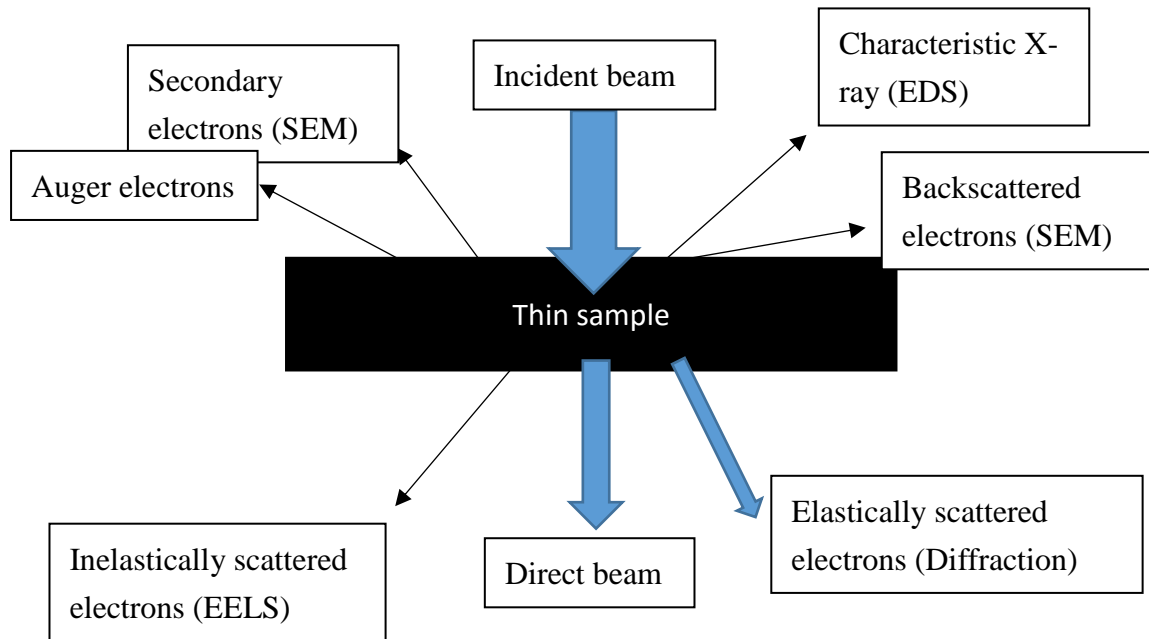 Secondary
electrons (SEM)
Auger electrons
Incident beam
Characteristic X-
ray (EDS)
Backscattered
electrons (SEM)
Thin sample
Inelastically scattered
electrons (EELS)
Direct beam
Elastically scattered
electrons (Diffraction)